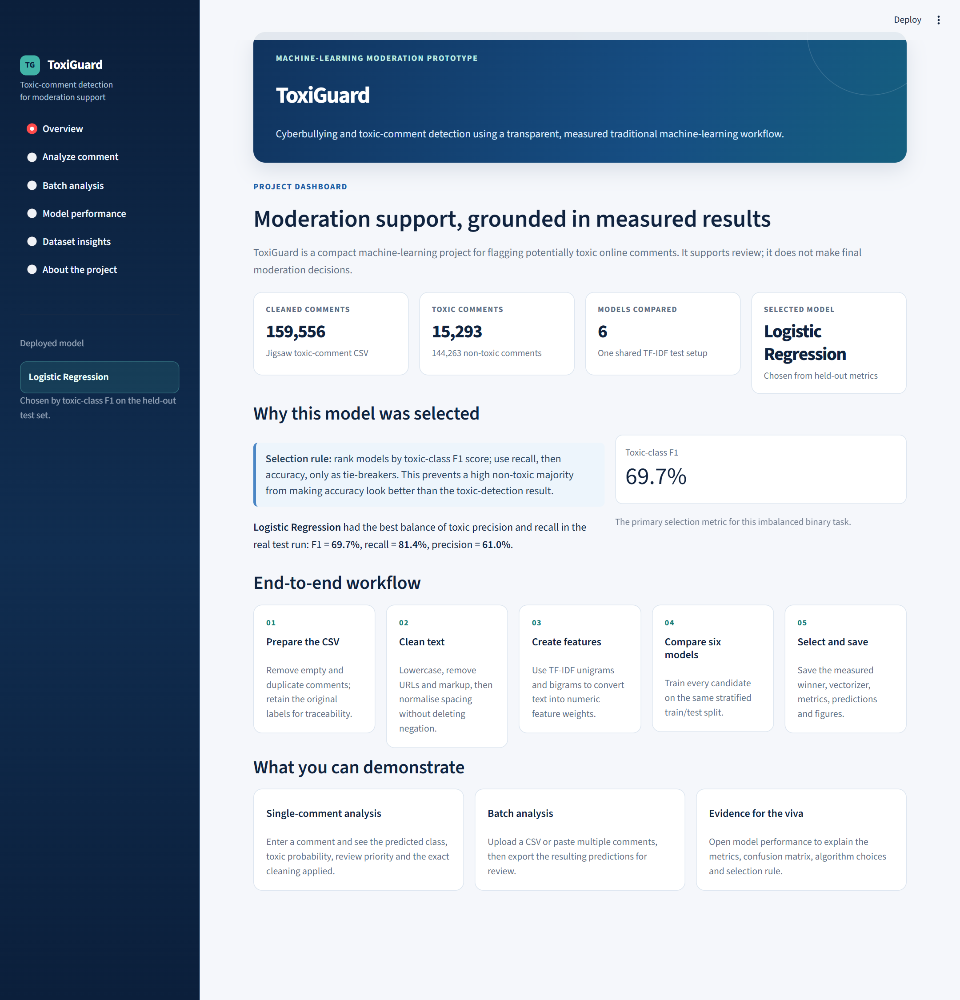 Deploy
TG
ToxiGuard
Toxic-comment detection
for moderation support
Overview
Analyze comment
Batch analysis
Model performance
Dataset insights
About the project
Deployed model
Logistic Regression
Chosen by toxic-class F1 on the held-out
test set.
MACHINE-LEARNING MODERATION PROTOTYPE
ToxiGuard
Cyberbullying and toxic-comment detection using a transparent, measured traditional machine-learning workflow.
PROJECT DASHBOARD
Moderation support, grounded in measured results
ToxiGuard is a compact machine-learning project for flagging potentially toxic online comments. It supports review; it does not make final
moderation decisions.
CLEANED COMMENTS
159,556
Jigsaw toxic-comment CSV
TOXIC COMMENTS
15,293
144,263 non-toxic comments
MODELS COMPARED
6
One shared TF-IDF test setup
SELECTED MODEL
Logistic
Regression
Chosen from held-out metrics
Why this model was selected
Selection rule: rank models by toxic-class F1 score; use recall, then
accuracy, only as tie-breakers. This prevents a high non-toxic majority
from making accuracy look better than the toxic-detection result.
Logistic Regression had the best balance of toxic precision and recall in the
real test run: F1 = 69.7%, recall = 81.4%, precision = 61.0%.
Toxic-class F1
69.7%
The primary selection metric for this imbalanced binary task.
End-to-end workflow
01
Prepare the CSV
Remove empty and
duplicate comments;
retain the original
labels for traceability.
02
Clean text
Lowercase, remove
URLs and markup, then
normalise spacing
without deleting
negation.
03
Create features
Use TF-IDF unigrams
and bigrams to convert
text into numeric
feature weights.
04
Compare six
models
Train every candidate
on the same stratified
train/test split.
05
Select and save
Save the measured
winner, vectorizer,
metrics, predictions
and figures.
What you can demonstrate
Single-comment analysis
Enter a comment and see the predicted class,
toxic probability, review priority and the exact
cleaning applied.
Batch analysis
Upload a CSV or paste multiple comments,
then export the resulting predictions for
review.
Evidence for the viva
Open model performance to explain the
metrics, confusion matrix, algorithm choices
and selection rule.